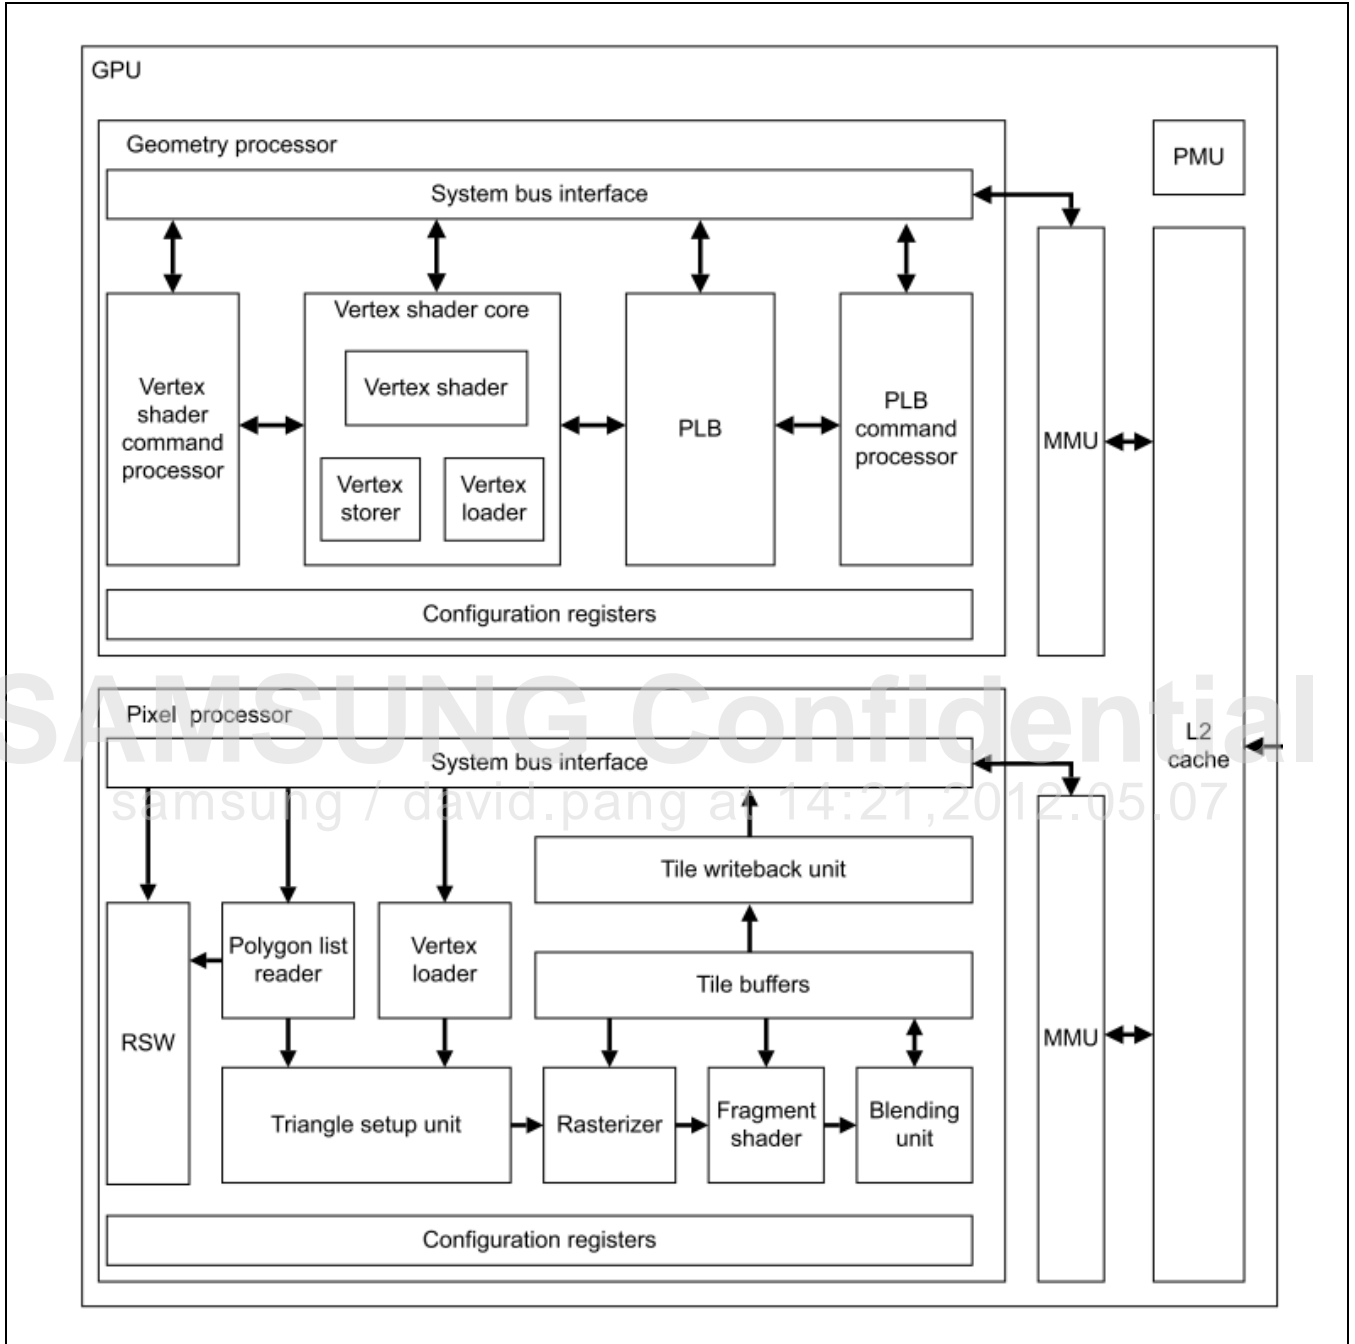 GPU
Geometry processor
PMU
System bus interface
Vertex shader core
Vertex shader
Vertex
shader
command
processor
PLB
PLB
command
processor
MMU
Vertex
storer
Vertex
loader
Configuration registers
SAMSUNG Confidential
Pixel processor
L2
cache
System bus interface
samsung / david.pang at 14:21,2012.05.07
Tile writeback unit
Polygon list
reader
Vertex
loader
Tile buffers
RSW
MMU
Triangle setup unit
Rasterizer
Fragment
shader
Blending
unit
Configuration registers